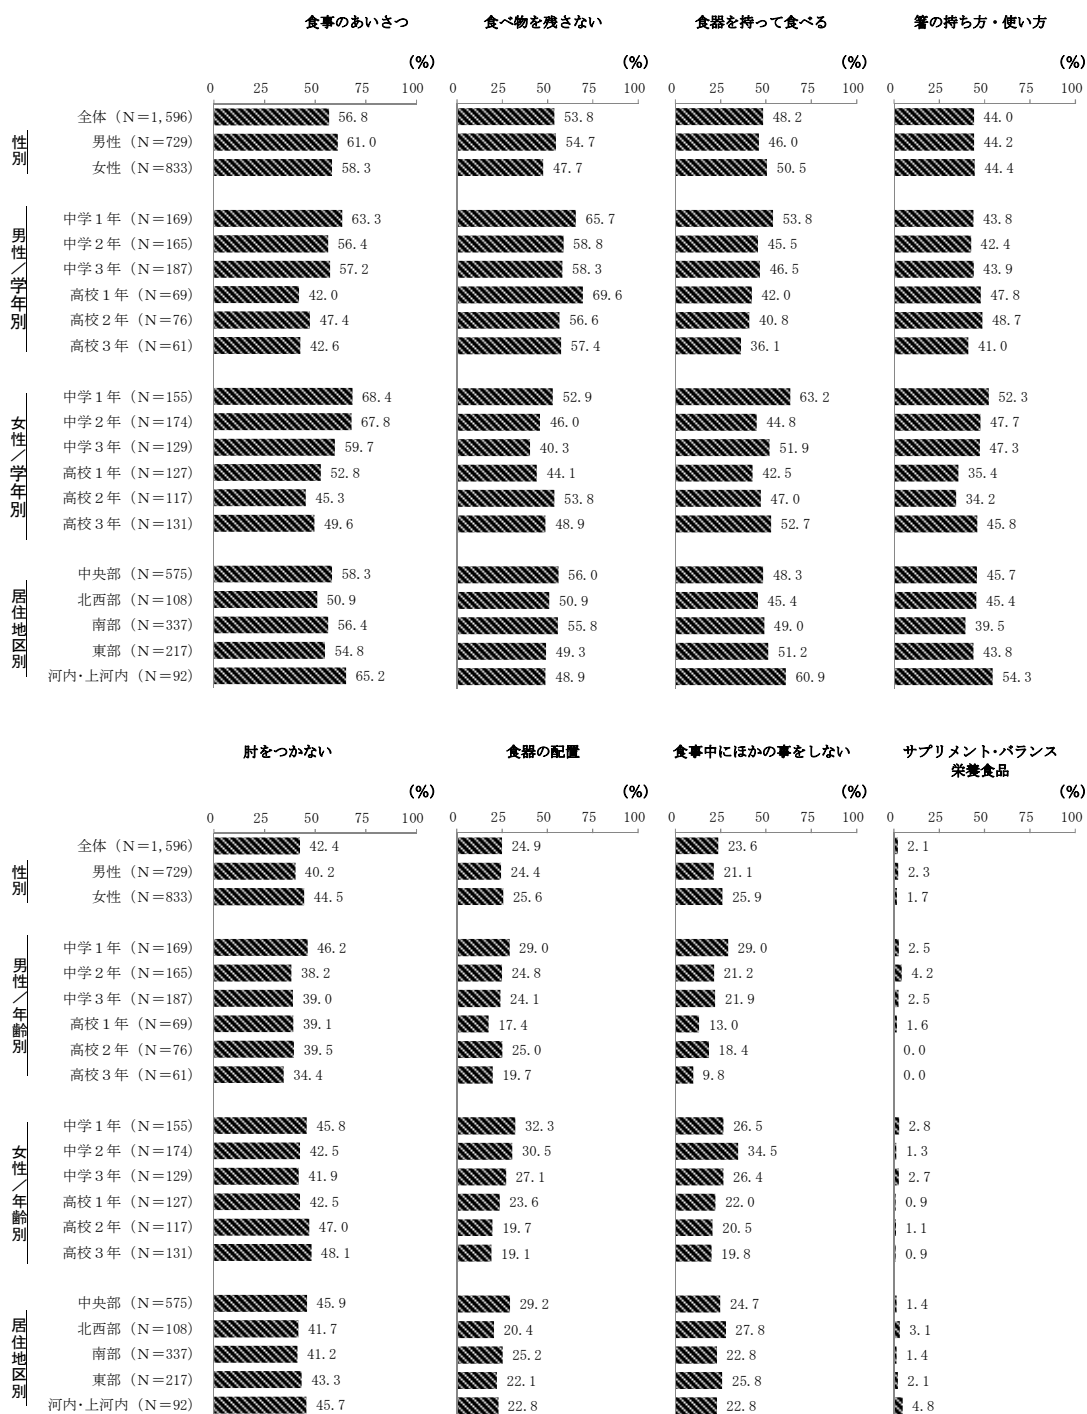 食事のあいさつ 食べ物を残さない 食器を持って食べる 箸の持ち方・使い方
(%) (%) (%) (%)
0 25 50 75 100 0 25 50 75 100 0 25 50 75 100 0 25 50 75 100
全体（N＝1,596） 56.8 53.8 48.2 44.0
性別
男性（N＝729） 61.0 54.7 46.0 44.2
女性（N＝833） 58.3 47.7 50.5 44.4
男性／学年別
中学１年（N＝169） 63.3 65.7 53.8 43.8
中学２年（N＝165） 56.4 58.8 45.5 42.4
中学３年（N＝187） 57.2 58.3 46.5 43.9
高校１年（N＝69） 42.0 69.6 42.0 47.8
高校２年（N＝76） 47.4 56.6 40.8 48.7
高校３年（N＝61） 42.6 57.4 36.1 41.0
女性／学年別
中学１年（N＝155） 68.4 52.9 63.2 52.3
中学２年（N＝174） 67.8 46.0 44.8 47.7
中学３年（N＝129） 59.7 40.3 51.9 47.3
高校１年（N＝127） 52.8 44.1 42.5 35.4
高校２年（N＝117） 45.3 53.8 47.0 34.2
高校３年（N＝131） 49.6 48.9 52.7 45.8
居住地区別
中央部（N＝575） 58.3 56.0 48.3 45.7
北西部（N＝108） 50.9 50.9 45.4 45.4
南部（N＝337） 56.4 55.8 49.0 39.5
東部（N＝217） 54.8 49.3 51.2 43.8
河内･上河内（N＝92） 65.2 48.9 60.9 54.3
肘をつかない 食器の配置 食事中にほかの事をしない サプリメント･バランス
栄養食品
(%) (%) (%) (%)
0 25 50 75 100 0 25 50 75 100 0 25 50 75 100 0 25 50 75 100
全体（N＝1,596） 42.4 24.9 23.6 2.1
性別
男性（N＝729） 40.2 24.4 21.1 2.3
女性（N＝833） 44.5 25.6 25.9 1.7
男性／年齢別
中学１年（N＝169） 46.2 29.0 29.0 2.5
中学２年（N＝165） 38.2 24.8 21.2 4.2
中学３年（N＝187） 39.0 24.1 21.9 2.5
高校１年（N＝69） 39.1 17.4 13.0 1.6
高校２年（N＝76） 39.5 25.0 18.4 0.0
高校３年（N＝61） 34.4 19.7 9.8 0.0
女性／年齢別
中学１年（N＝155） 45.8 32.3 26.5 2.8
中学２年（N＝174） 42.5 30.5 34.5 1.3
中学３年（N＝129） 41.9 27.1 26.4 2.7
高校１年（N＝127） 42.5 23.6 22.0 0.9
高校２年（N＝117） 47.0 19.7 20.5 1.1
高校３年（N＝131） 48.1 19.1 19.8 0.9
居住地区別
中央部（N＝575） 45.9 29.2 24.7 1.4
北西部（N＝108） 41.7 20.4 27.8 3.1
南部（N＝337） 41.2 25.2 22.8 1.4
東部（N＝217） 43.3 22.1 25.8 2.1
河内･上河内（N＝92） 45.7 22.8 22.8 4.8